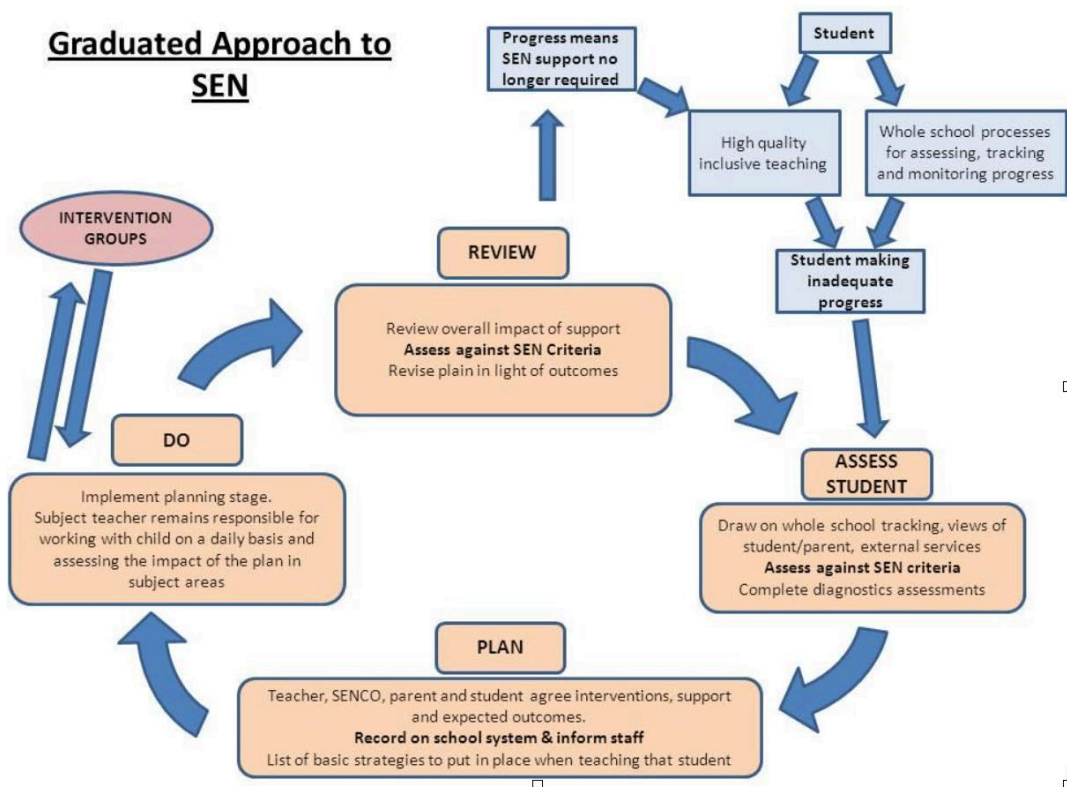 Graduated Approach to
SEN
Progress means
SEN support no
longer required
Student
High quality
inclusive teaching
Whole school processes
for assessing, tracking
and monitoring progress
Student making
inadequate
progress
INTERVENTION
GROUPS
REVIEW
Review overall impact of support
Assess against SEN Criteria
Revise plain in light of outcomes
ASSESS
STUDENT
Draw on whole school tracking, views of
student/parent, external services
Assess against SEN criteria
Complete diagnostics assessments
PLAN
Teacher, SENCO, parent and student agree interventions, support
and expected outcomes.
Record on school system & inform staff
List of basic strategies to put in place when teaching that student
DO
Implement planning stage.
Subject teacher remains responsible for
working with child on a daily basis and
assessing the impact of the plan in
subject areas